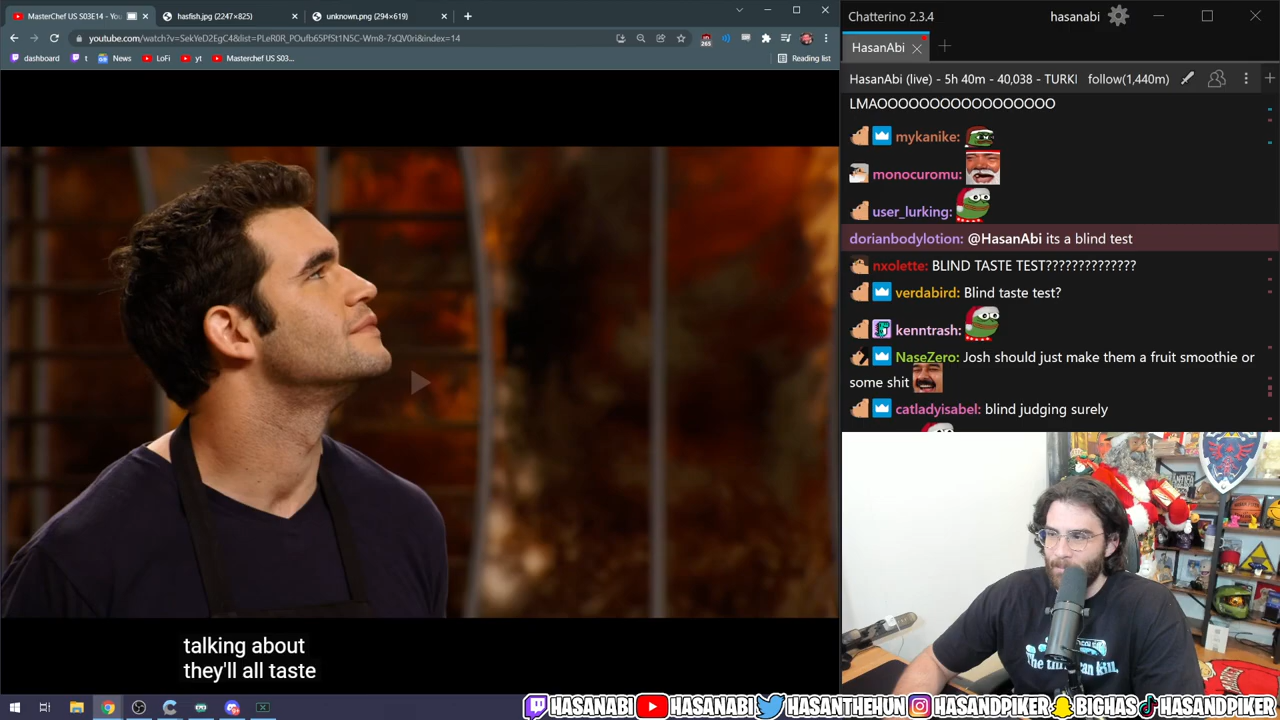 MasterChef US S03E14 - You
hasfish.jpg (2247×825)
unknown.png (294×619)
youtube.com/watch?v=SekYeD2EgC4&list=PLeR0R_POufb65PfSt1N5C-Wm8-7sQV0ri&index=14
265
dashboard
t
News
LoFi
yt
Masterchef US S03...
Reading list
talking about
they'll all taste
Chatterino 2.3.4
hasanabi
HasanAbi
HasanAbi (live) - 5h 40m - 40,038 - TURKI
follow(1,440m)
LMAOOOOOOOOOOOOOOOOO
mykanike:
monocuromu:
user_lurking:
dorianbodylotion: @HasanAbi its a blind test
nxolette: BLIND TASTE TEST??????????????
verdabird: Blind taste test?
kenntrash:
NaseZero: Josh should just make them a fruit smoothie or
some shit
catladyisabel: blind judging surely
HASANABI
HASANABI
HASANTHEHUN
HASANDPIKER
BIGHAS
HASANDPIKER